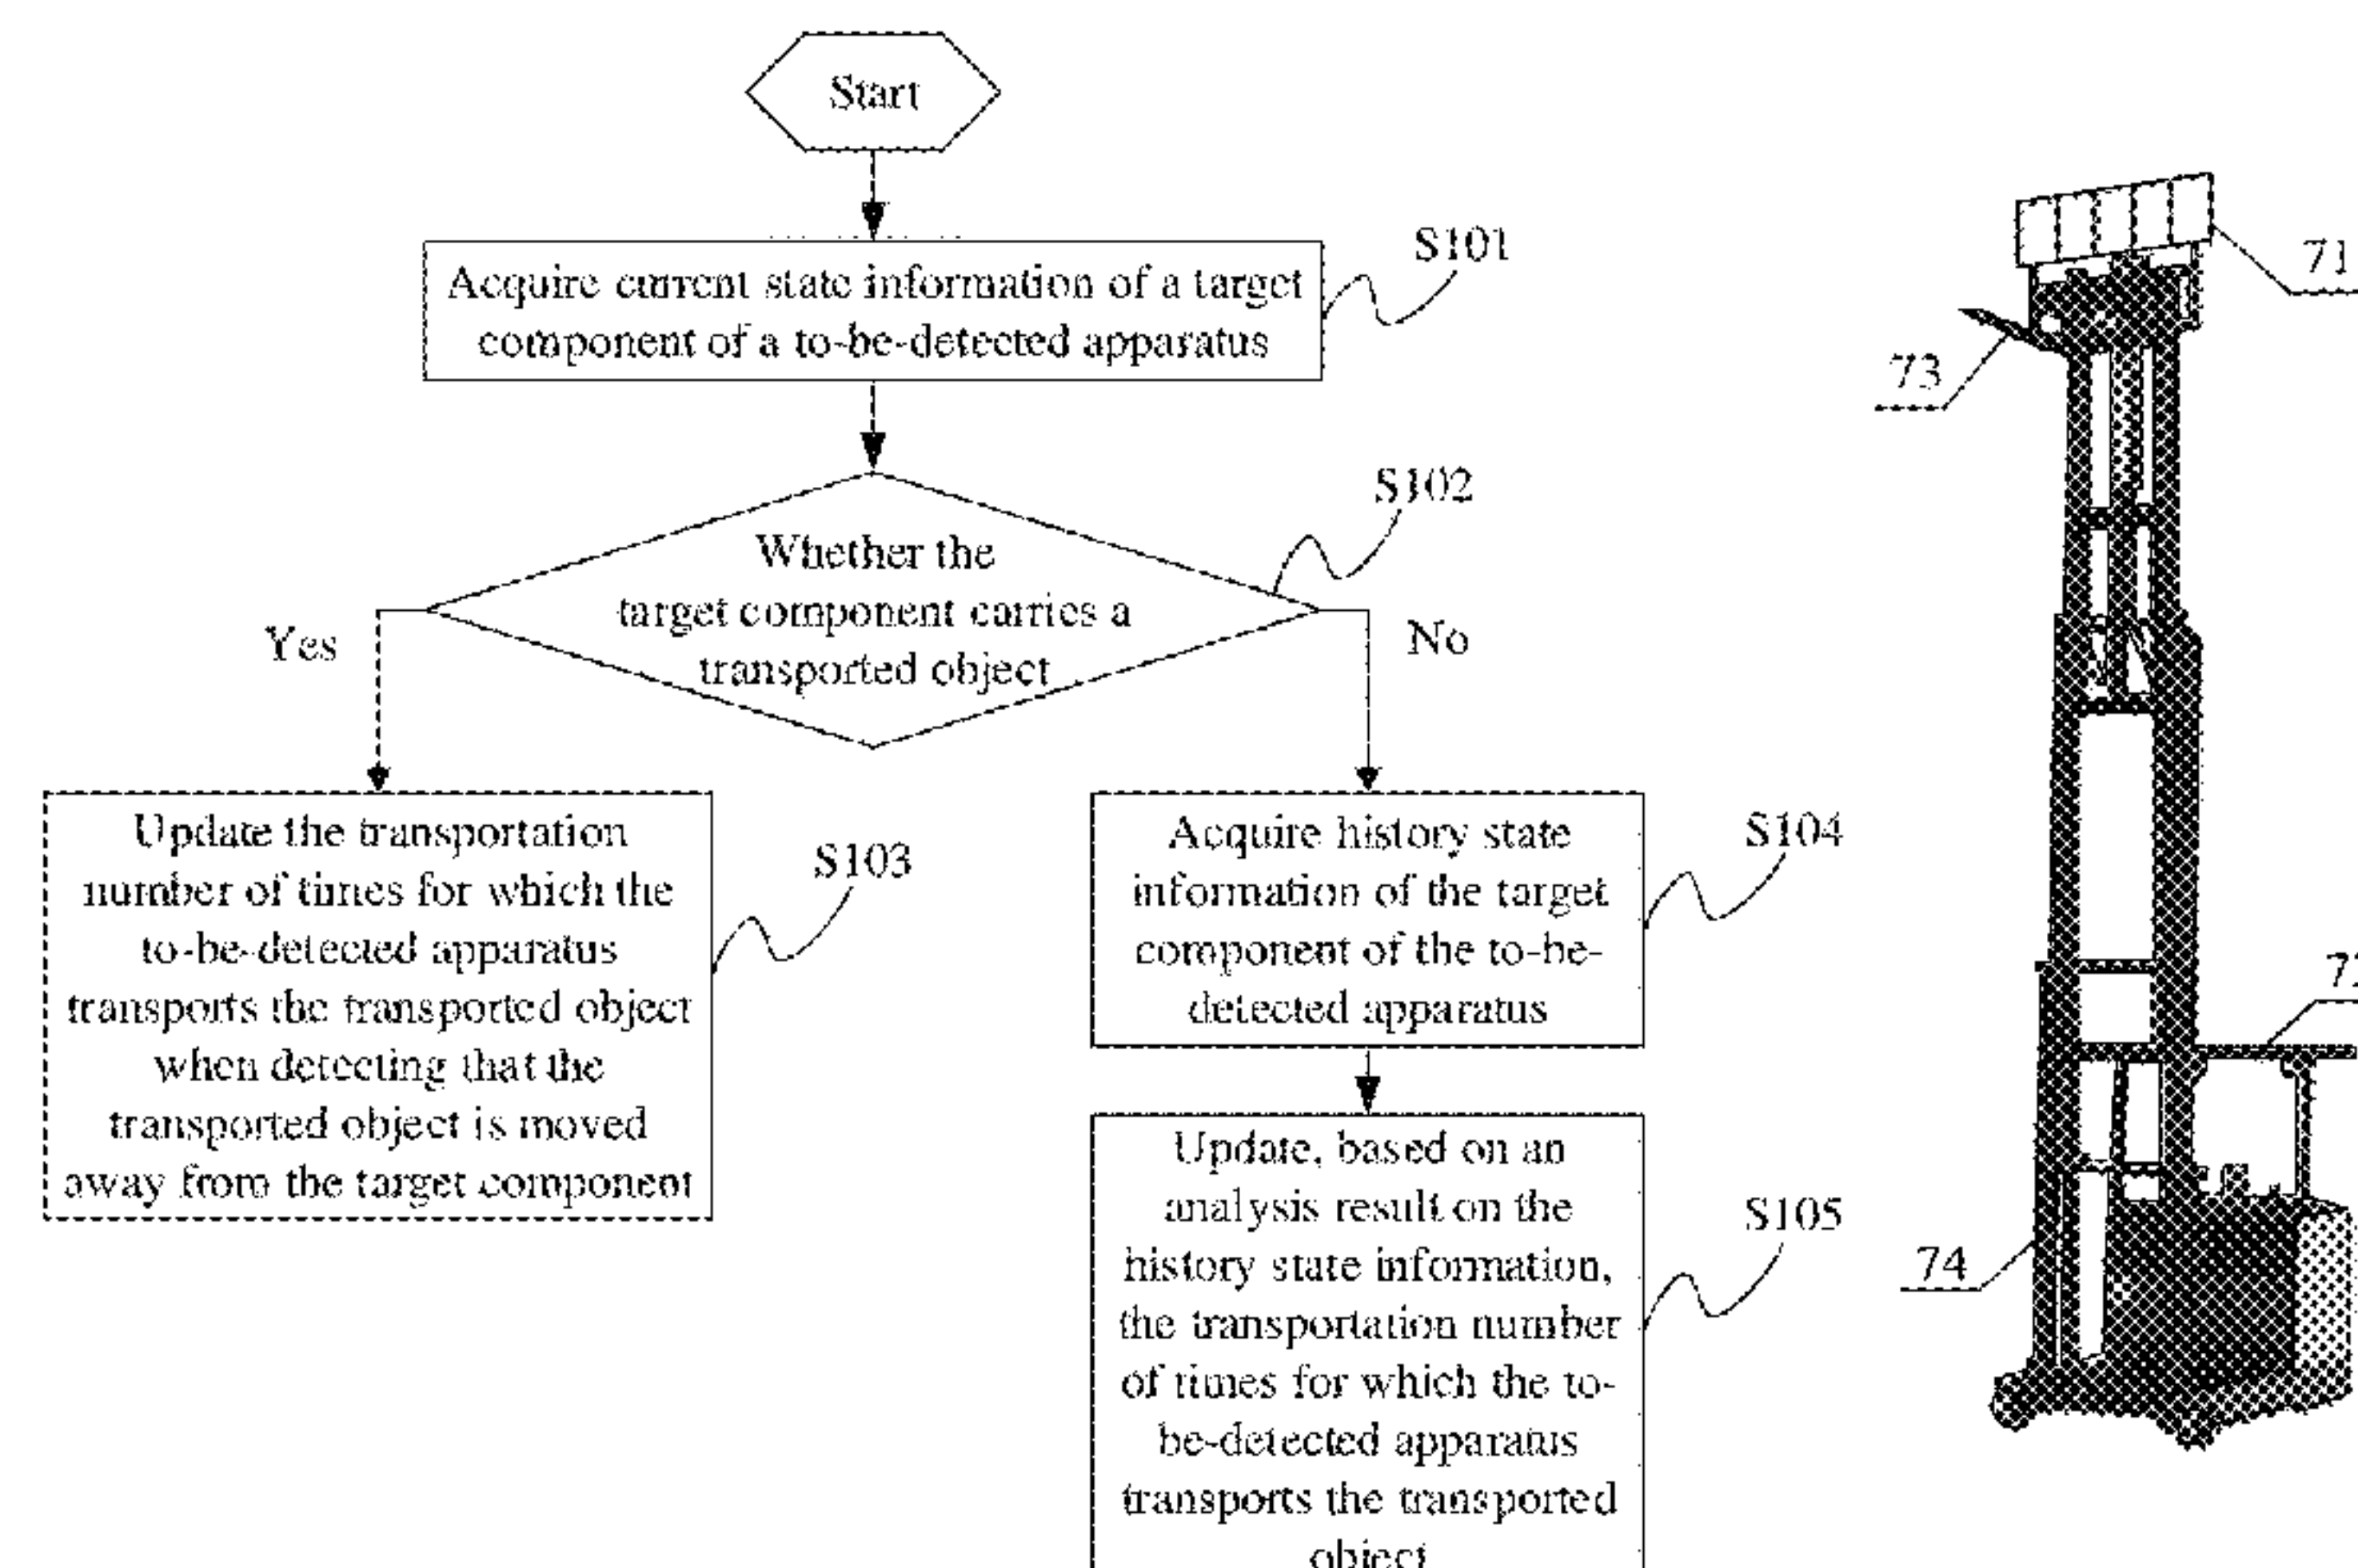 Start
S101
Acquire current state information of a target
component of a to-be-detected apparatus
S102
Whether the
target component carries a
transported object
Yes
No
Update the transportation
number of times for which the
to-be-detected apparatus
transports the transported object
when detecting that the
transported object is moved
away from the target component
S103
Acquire history state
information of the target
component of the to-be-
detected apparatus
S104
Update, based on an
analysis result on the
history state information,
the transportation number
of times for which the to-
be-detected apparatus
transports the transported
object
S105
71
73
74